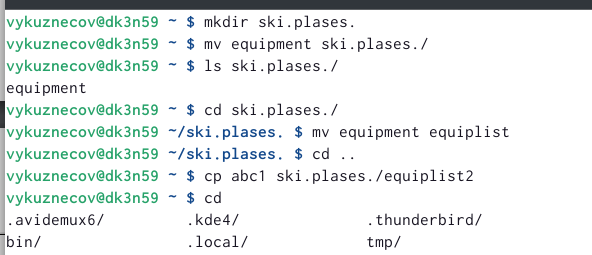 vykuznecov@dk3n59 ~ $ mkdir ski.plases.
vykuznecov@dk3n59 ~ $ mv equipment ski.plases./
vykuznecov@dk3n59 ~ $ ls ski.plases./
equipment
vykuznecov@dk3n59 ~ $ cd ski.plases./
vykuznecov@dk3n59 ~/ski.plases. $ mv equipment equiplist
vykuznecov@dk3n59 ~/ski.plases. $ cd ..
vykuznecov@dk3n59 ~ $ cp abc1 ski.plases./equiplist2
vykuznecov@dk3n59 ~ $ cd
.avidemux6/ .kde4/ .thunderbird/
bin/ .local/ tmp/